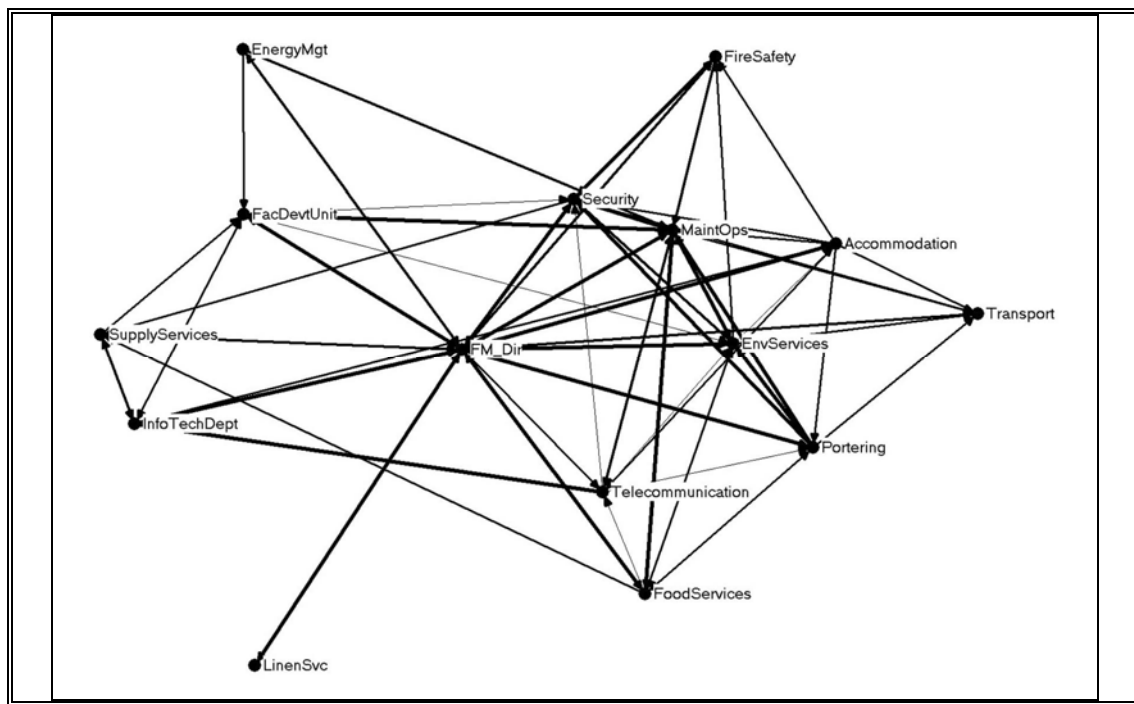 EnergyMgt
FireSafety
Security
FacDevtUnit
MaintOps
Accommodation
Transport
SupplyServices
EnvServices
FM_Dir
InfoTechDept
Portering
Telecommunication
FoodServices
LinenSvc